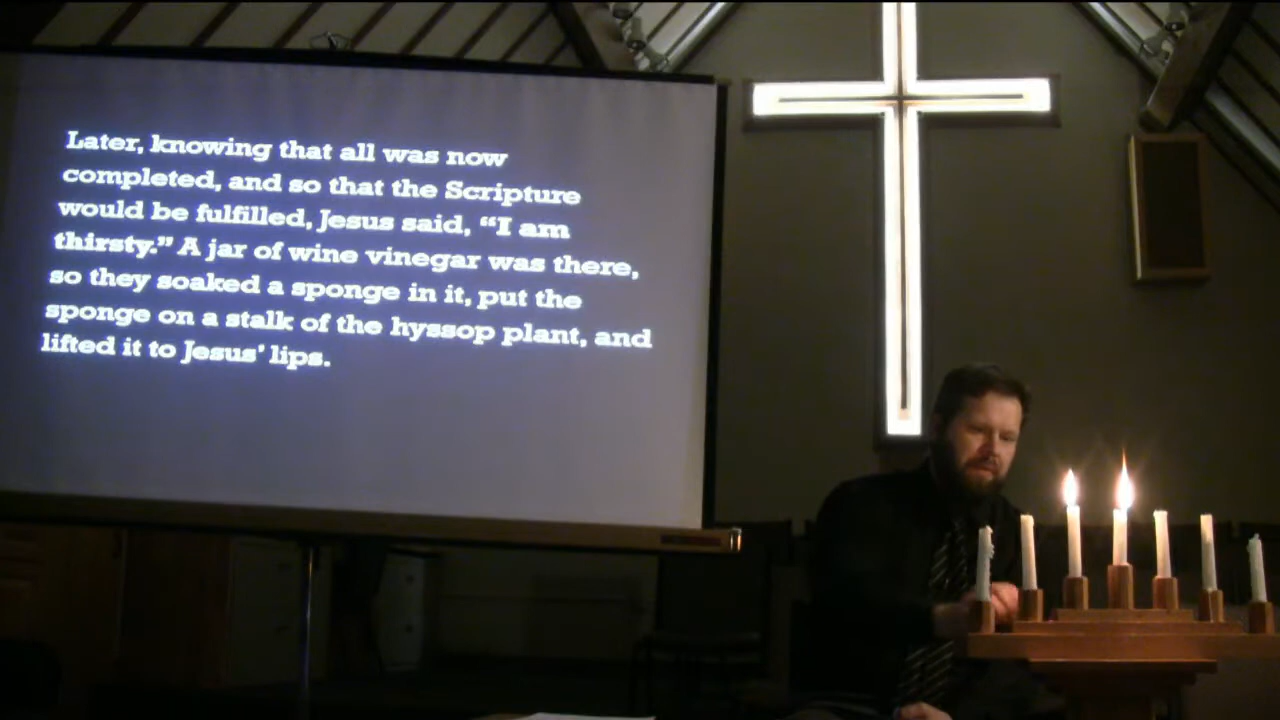 Later, knowing that all was now
completed, and so that the Scripture
would be fulfilled, Jesus said, “I am
thirsty.” A jar of wine vinegar was there,
so they soaked a sponge in it, put the
sponge on a stalk of the hyssop plant, and
lifted it to Jesus’ lips.